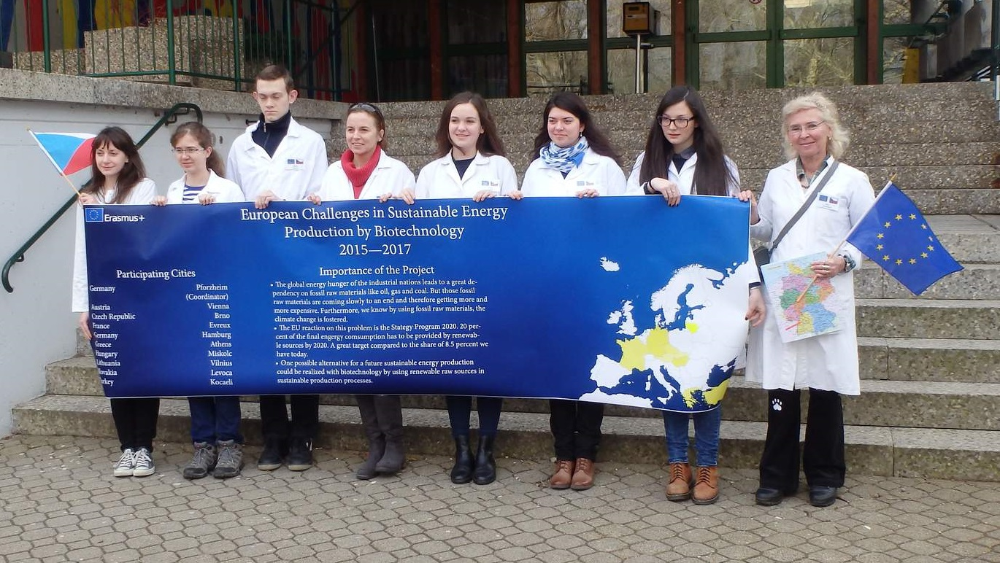 Erasmus+
European Challenges in Sustainable Energy
Production by Biotechnology
2015—2017
Participating Cities
Germany Pforzheim
(Coordinator)
Austria Vienna
Czech Republic Brno
France Evreux
Germany Hamburg
Greece Athens
Hungary Miskolc
Lithuania Vilnius
lovakia Levoca
rkey Kocaeli
Importance of the Project
• The global energy hunger of the industrial nations leads to a great de-
pendency on fossil raw materials like oil, gas and coal. But those fossil
raw materials are coming slowly to an end and therefore getting more and
more expensive. Furthermore, we know by using fossil raw materials, the
climate change is fostered.
• The EU reaction on this problem is the Stategy Program 2020. 20 per-
cent of the final engergy comsumption has to be provided by renewab-
le sources by 2020. A great target compared to the share of 8.5 percent we
have today.
• One possible alternative for a future sustainable energy production
could be realized with biotechnology by using renewable raw sources in
sustainable production processes.